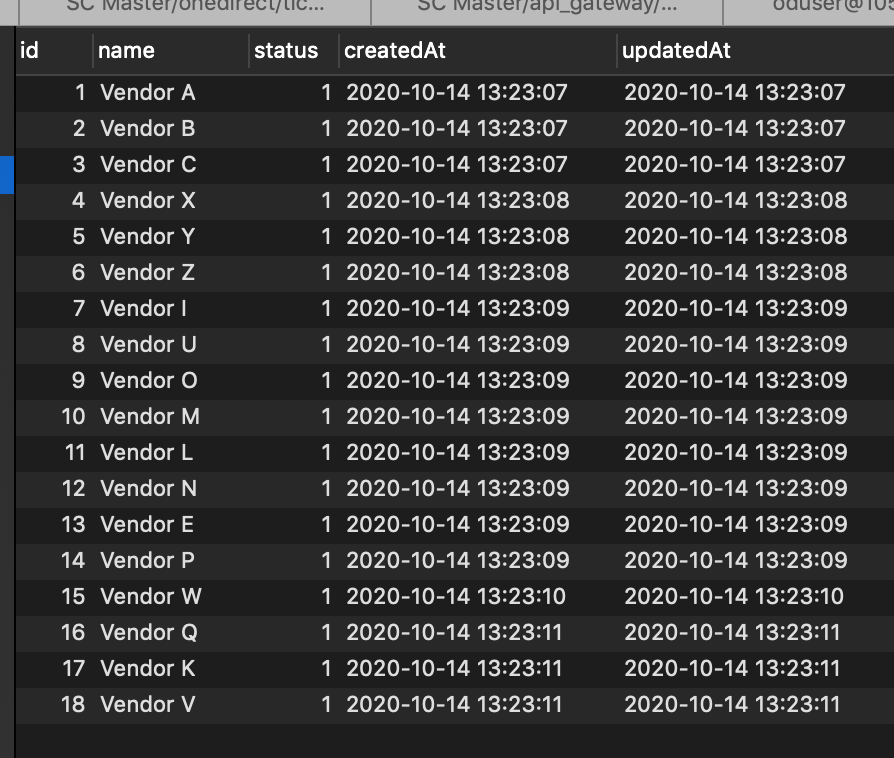 SC Master/onedirect/tic...
SC Master/api_gateway/...
oduser@105
id name status createdAt updatedAt
1 Vendor A 1 2020-10-14 13:23:07 2020-10-14 13:23:07
2 Vendor B 1 2020-10-14 13:23:07 2020-10-14 13:23:07
3 Vendor C 1 2020-10-14 13:23:07 2020-10-14 13:23:07
4 Vendor X 1 2020-10-14 13:23:08 2020-10-14 13:23:08
5 Vendor Y 1 2020-10-14 13:23:08 2020-10-14 13:23:08
6 Vendor Z 1 2020-10-14 13:23:08 2020-10-14 13:23:08
7 Vendor I 1 2020-10-14 13:23:09 2020-10-14 13:23:09
8 Vendor U 1 2020-10-14 13:23:09 2020-10-14 13:23:09
9 Vendor O 1 2020-10-14 13:23:09 2020-10-14 13:23:09
10 Vendor M 1 2020-10-14 13:23:09 2020-10-14 13:23:09
11 Vendor L 1 2020-10-14 13:23:09 2020-10-14 13:23:09
12 Vendor N 1 2020-10-14 13:23:09 2020-10-14 13:23:09
13 Vendor E 1 2020-10-14 13:23:09 2020-10-14 13:23:09
14 Vendor P 1 2020-10-14 13:23:09 2020-10-14 13:23:09
15 Vendor W 1 2020-10-14 13:23:10 2020-10-14 13:23:10
16 Vendor Q 1 2020-10-14 13:23:11 2020-10-14 13:23:11
17 Vendor K 1 2020-10-14 13:23:11 2020-10-14 13:23:11
18 Vendor V 1 2020-10-14 13:23:11 2020-10-14 13:23:11